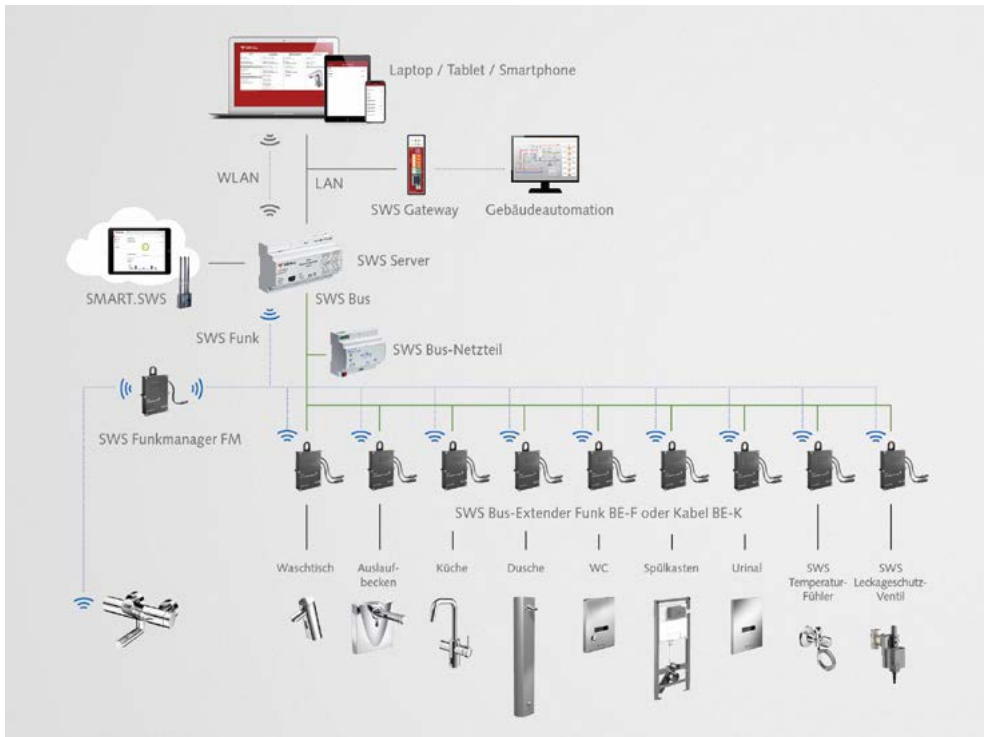 Laptop / Tablet / Smartphone
WLAN
LAN
SWS Gateway
Gebäudeautomation
SWS Server
SMART.SWS
SWS Bus
SWS Funk
SWS Bus-Netzteil
SWS Funkmanager FM
SWS Bus-Extender Funk BE-F oder Kabel BE-K
Waschtisch
Auslauf-
becken
Küche
Dusche
WC
Spülkasten
Urinal
SWS
Temperatur-
Fühler
SWS
Leckageschutz-
Ventil